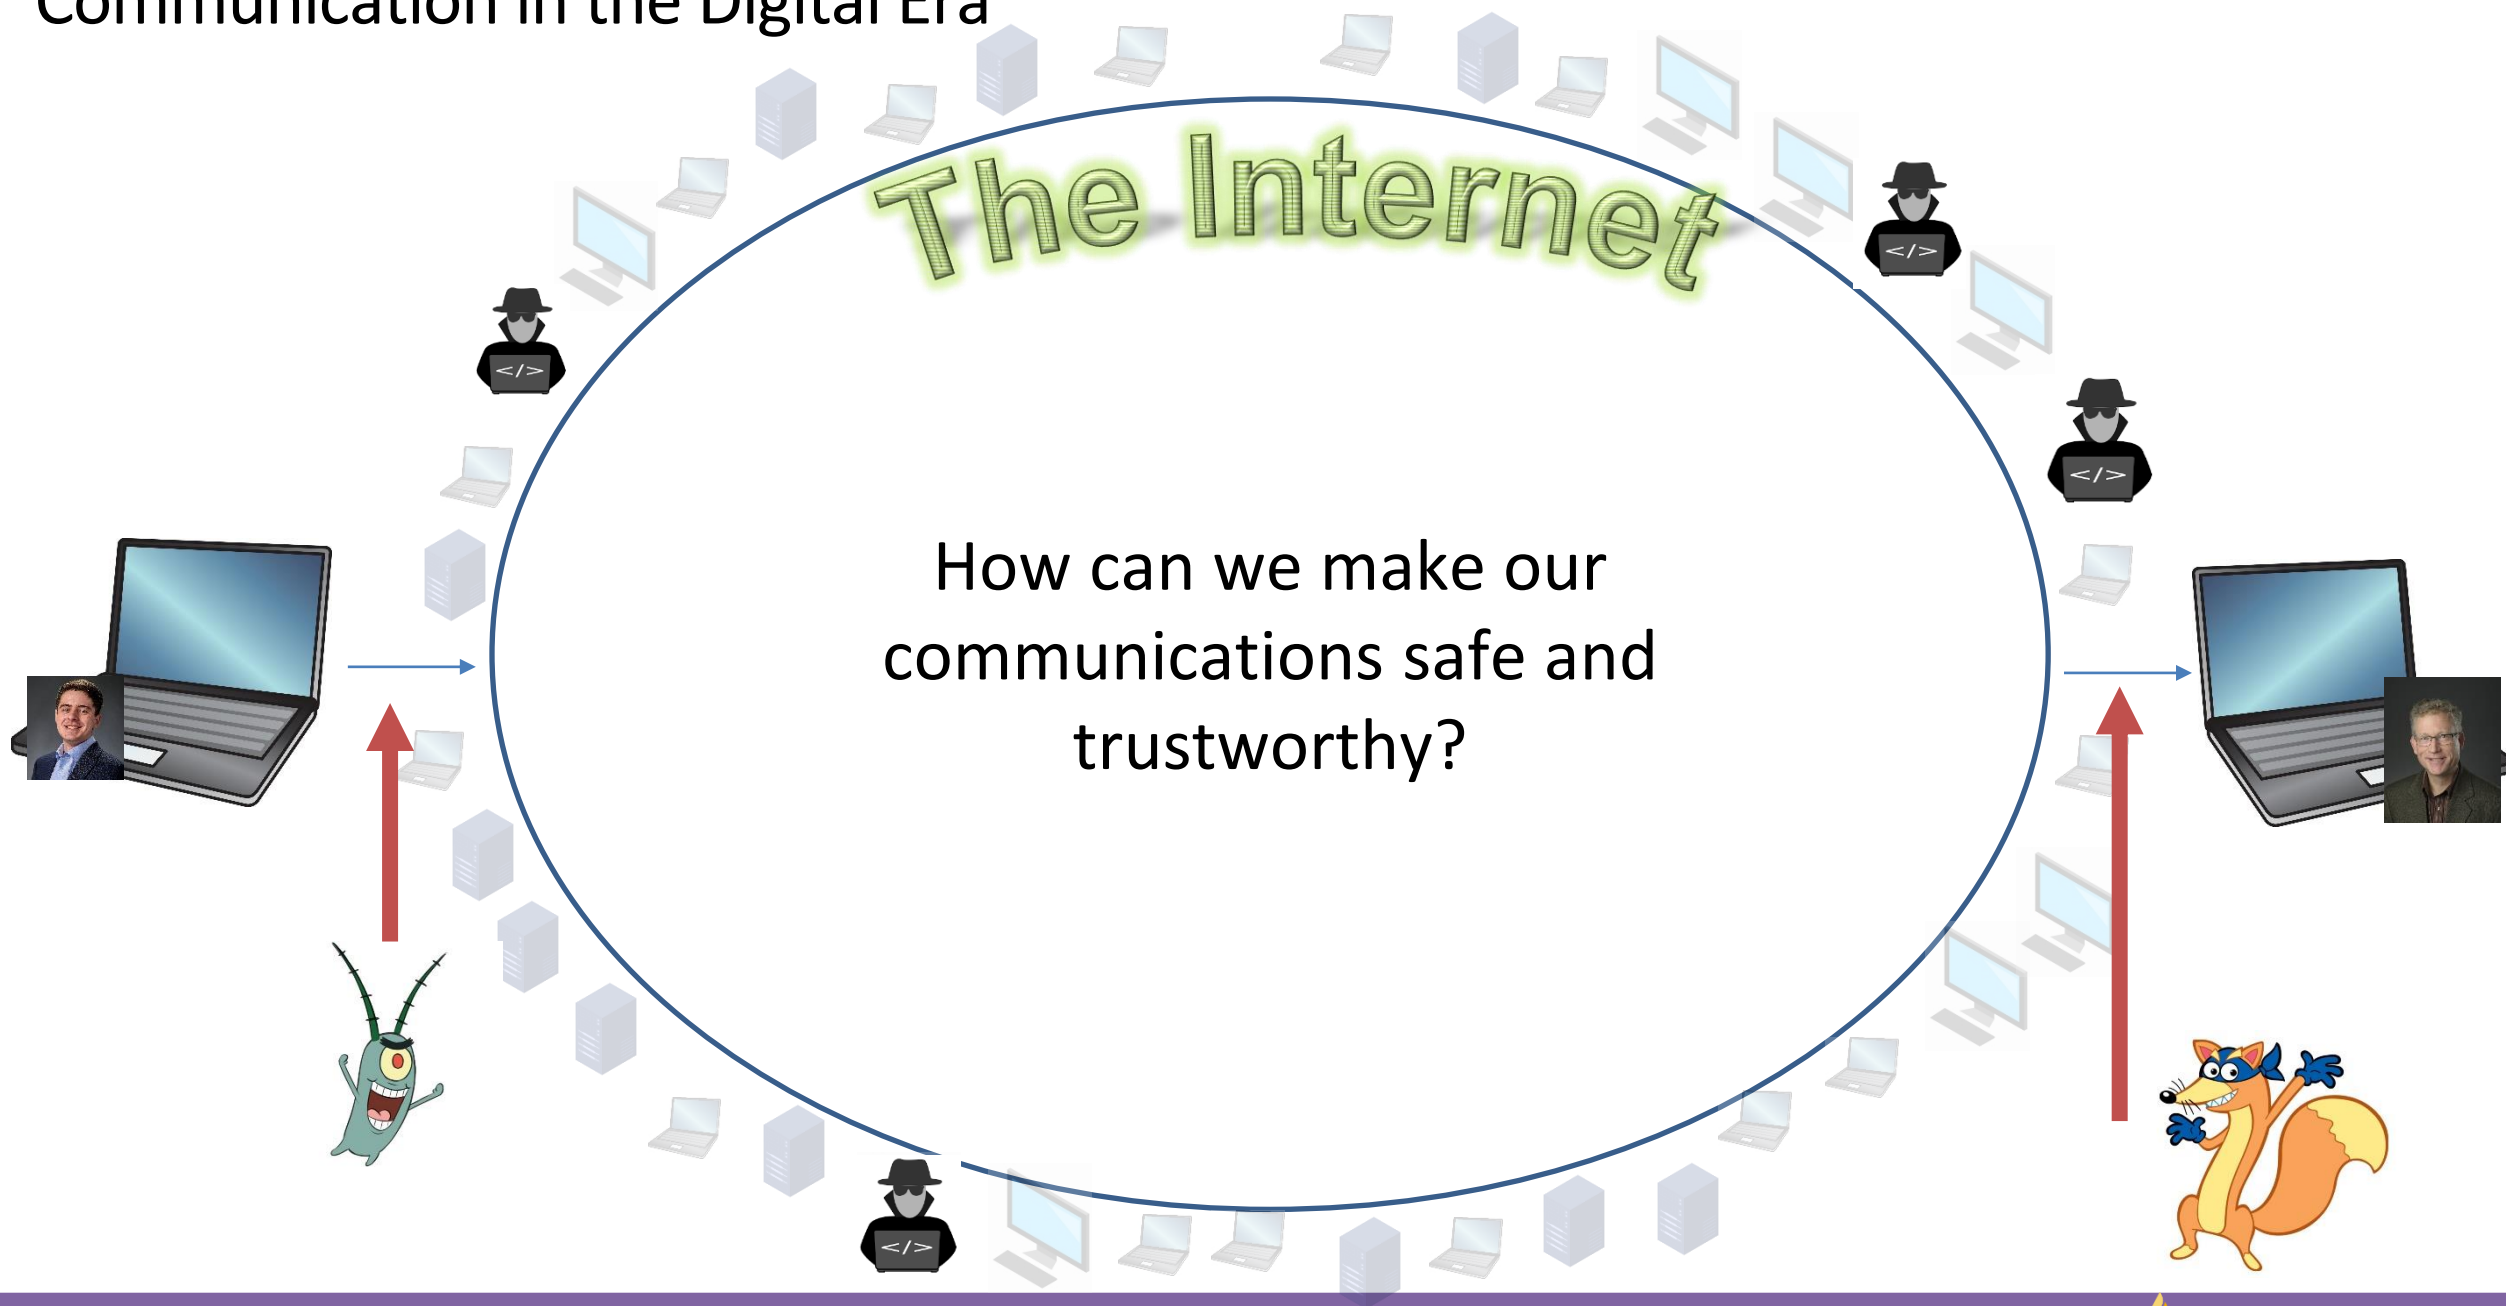 Communication in the Digital Era
The Internet
</>
</>
</>
How can we make our
communications safe and
trustworthy?
</>